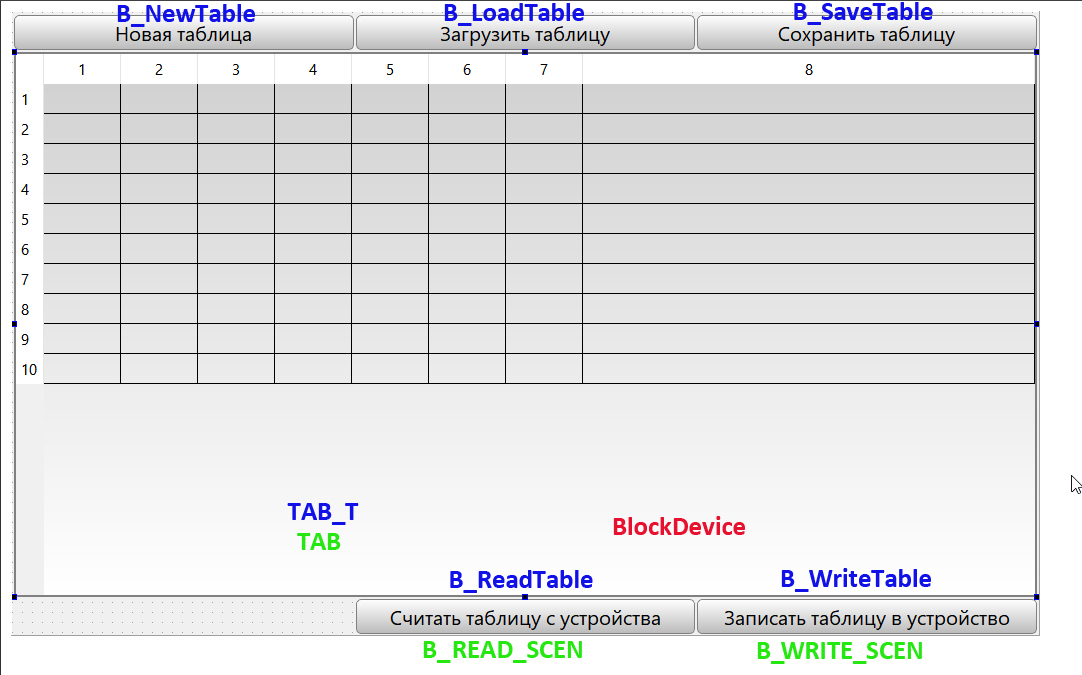 B_NewTable B_LoadTable B_SaveTable
Новая таблица Загрузить таблицу Сохранить таблицу
1 2 3 4 5 6 7 8
1
2
3
4
5
6
7
8
9
10
TAB_T
BlockDevice
TAB
B_ReadTable B_WriteTable
Считать таблицу с устройства Записать таблицу в устройство
B_READ_SCEN B_WRITE_SCEN